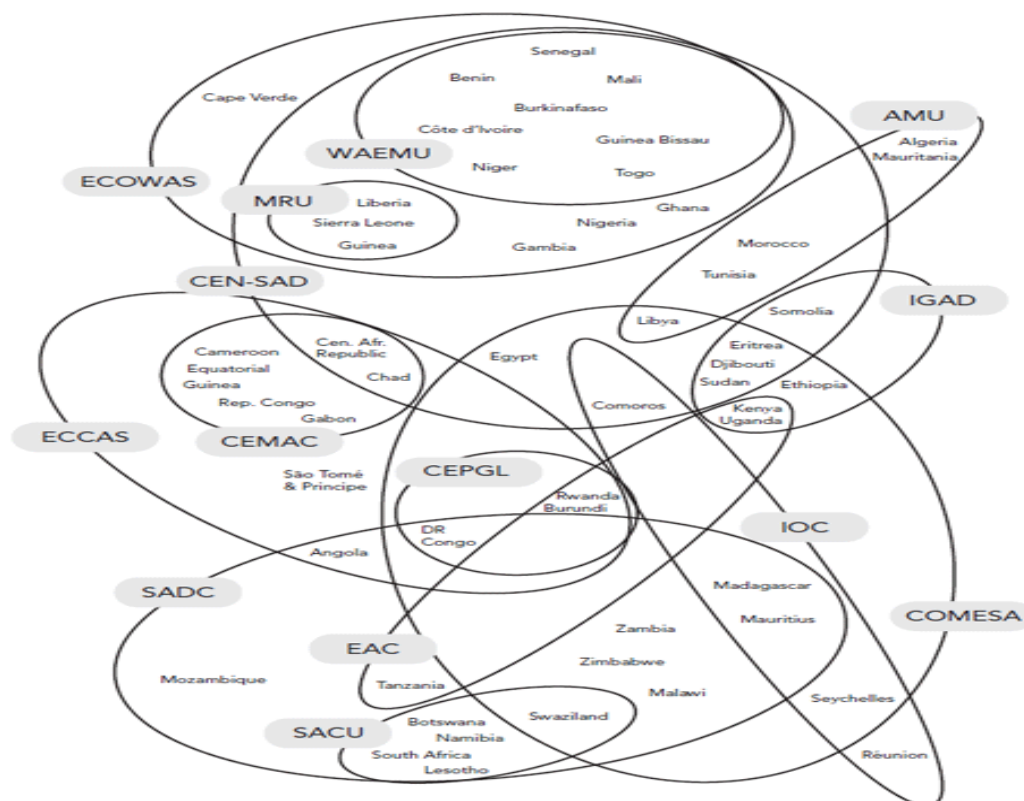 Senegal
Benin
Mali
Cape Verde
Burkinafaso
AMU
Côte d'Ivoire
Guinea Bissau
Algeria
WAEMU
Mauritania
Niger
Togo
ECOWAS
MRU
Liberia
Ghana
Sierra Leone
Nigeria
Guinea
Gambia
Morocco
Tunisia
CEN-SAD
IGAD
Somolia
Libya
Cen. Afr.
Republic
Cameroon
Egypt
Eritrea
Equatorial
Guinea
Djibouti
Chad
Sudan
Ethiopia
Rep. Congo
Comoros
Kenya
Uganda
Gabon
ECCAS
CEMAC
São Tomé
& Principe
CEPGL
Rwanda
Burundi
IOC
DR
Congo
Angola
SADC
Madagascar
Mauritius
COMESA
Zambia
EAC
Zimbabwe
Mozambique
Tanzania
Malawi
Seychelles
Swaziland
Botswana
SACU
Namibia
South Africa
Lesotho
Réunion